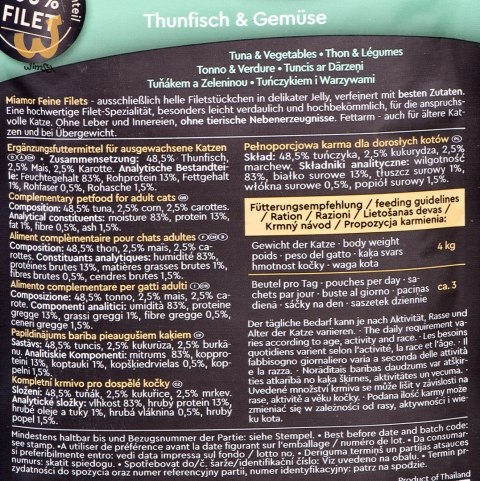 FILET
Thunfisch & Gemüse
Tuna & Vegetables • Thon & Légumes
Tonno & Verdure • Tuncis ar Dārzeņi
Tuňákem a Zeleninou • Tuńczykiem i Warzywami
Miamor Feine Filets - ausschließlich helle Filetstückchen in delikater Jelly, verfeinert mit besten Zutaten.
Eine hochwertige Filet-Spezialität, besonders leicht verdaulich und hochbekömmlich, für die anspruchs-
volle Katze. Ohne Leber und Innereien, ohne tierische Nebenerzeugnisse. Fettarm - auch für ältere Kat-
zen und bei Übergewicht.
Ergänzungsfuttermittel für ausgewachsene Katzen
• Zusammensetzung: 48,5% Thunfisch,
2,5% Mais, 2,5% Karotte. Analytische Bestandtei-
le: Feuchtegehalt 83%, Rohprotein 13%, Fettgehalt
1%, Rohfaser 0,5%, Rohasche 1,5%.
Complementary petfood for adult cats
Composition: 48,5% tuna, 2,5% corn, 2,5% carrots.
Analytical constituents: moisture 83%, protein 13%,
fat 1%, fibre 0,5%, ash 1,5%.
Aliment complémentaire pour chats adultes
Composition: 48,5% thon, 2,5% maïs, 2,5% ca-
rottes. Constituants analytiques: humidité 83%,
protéines brutes 13%, matières grasses brutes 1%,
fibres brutes 0,5%, cendres brutes 1,5%.
Alimento complementare per gatti adulti
Composizione: 48,5% tonno, 2,5% mais, 2,5% ca-
rote. Componenti analitici: umidità 83%, proteine
gregge 13%, grassi greggi 1%, fibre gregge 0,5%,
ceneri gregge 1,5%.
Papildinājums bariba pieaugušiem kaķiem
Sastāvs: 48,5% tuncis, 2,5% kukurūza, 2,5% burkā-
nu. Analītiskie Komponenti: mitrums 83%, koppro-
teīni 13%, koptauki 1%, kopšķiedrvielas 0,5%, kop-
pelni 1,5%.
Kompletní krmivo pro dospělé kočky
Složení: 48,5% tuňák, 2,5% kukuřice, 2,5% mrkev.
Analytické složky: vlhkost 83%, hrubý protein 13%,
hrubé oleje a tuky 1%, hrubá vláknina 0,5%, hrubý
popel 1,5%.
Pełnoporcjowa karma dla dorosłych kotów
Skład: 48,5% tuńczyk, 2,5% kukurydza, 2,5%
marchew. Składniki analityczne: wilgotność
83%, białko surowe 13%, tłuszcz surowy 1%,
włókna surowe 0,5%, popiół surowy 1,5%.
Fütterungsempfehlung / feeding guidelines
/ Ration / Razioni / Lietošanas devas /
Krmný návod / Propozycja karmienia:
Gewicht der Katze · body weight
poids · peso del gatto · kaķa svars
hmotnost kočky · waga kota
4 kg
Beutel pro Tag · pouches per day · sa-
chets par jour · buste al giorno · paciņas
dienā · sáčky na den · saszetek dziennie
ca. 3
Der tägliche Bedarf kann je nach Aktivität, Rasse und
Alter der Katze variieren. • The daily requirement va-
ries according to age, activity and race. • Les besoins
quotidiens varient selon l'activité, la race et l'âge. • Il
fabbisogno giornaliero varia a seconda delle attività
e la razza. • Norādītais barības daudzums var atšķir-
ties atkarībā no kaķa šķirnes, aktivitātes un vecuma. •
Uvedené množství krmiva se může lišit v závislosti na
rase, aktivitě a věku kočky. • Podana ilość karmy może
zmieniać się w zależności od rasy, aktywności i wie-
ku kota.
Mindestens haltbar bis und Bezugsnummer der Partie: siehe Stempel. • Best before date and batch code:
see stamp. • A utiliser de préférence avant la date figurant sur l'emballage / numéro de lot. • Da consumar-
si preferibilmente entro: vedi data impressa sul fondo / lotto no. • Derīguma termiņš un partijas atsauces
numurs: skatīt spiedogu. • Spotřebovat do/č. šarže/identifikační číslo: Viz uvedeno na obalu. • Termin pr-
zydatności do spożycia oraz numer referencyjny partii, numer identyfikacyjny: patrz na spodzie.
Product of Thailand